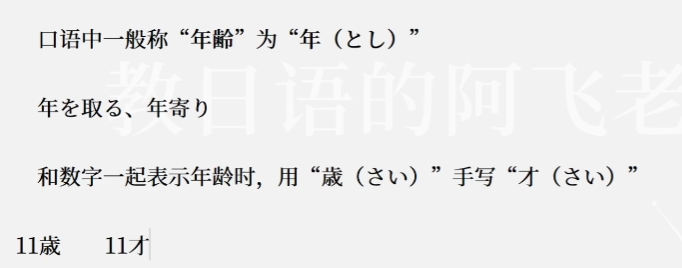 口语中一般称“年齢”为“年（とし）”
教日语的阿飞老
年を取る、年寄り
和数字一起表示年龄时，用“歳（さい）”手写“才（さい）”
11歳 11才